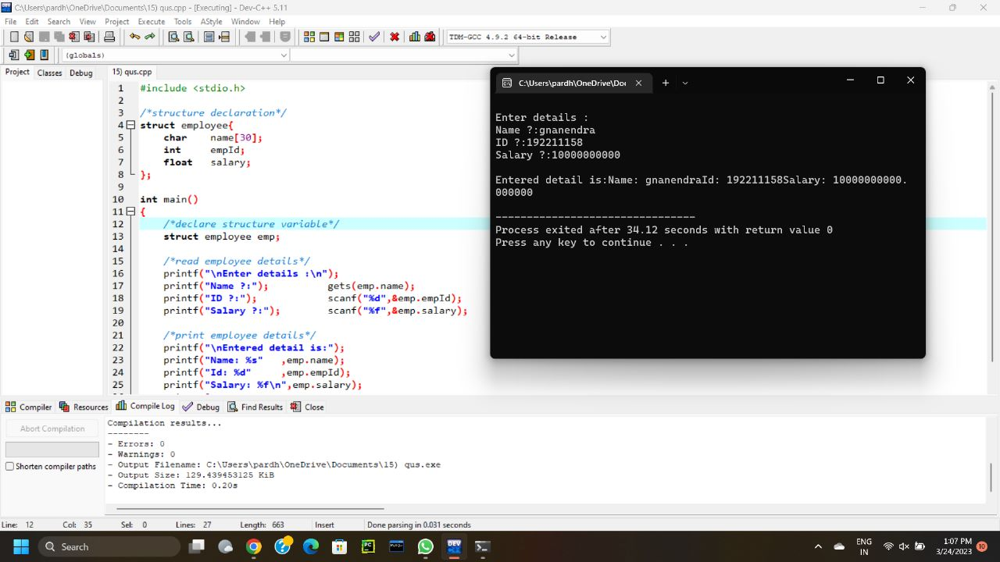 C:\Users\pardh\OneDrive\Documents\15) qus.cpp - [Executing] - Dev-C++ 5.11
File Edit Search View Project Execute Tools AStyle Window Help
TDM-GCC 4.9.2 64-bit Release
(globals)
Project Classes Debug
15) qus.cpp
1 #include <stdio.h>
2
3 /*structure declaration*/
4 struct employee{
5 char name[30];
6 int empId;
7 float salary;
8 };
9
10 int main()
11 {
12 /*declare structure variable*/
13 struct employee emp;
14
15 /*read employee details*/
16 printf("\nEnter details :\n");
17 printf("Name ?:"); gets(emp.name);
18 printf("ID ?:"); scanf("%d",&emp.empId);
19 printf("Salary ?:"); scanf("%f",&emp.salary);
20
21 /*print employee details*/
22 printf("\nEntered detail is:");
23 printf("Name: %s" ,emp.name);
24 printf("Id: %d" ,emp.empId);
25 printf("Salary: %f\n",emp.salary);
C:\Users\pardh\OneDrive\Do
Enter details :
Name ?:gnanendra
ID ?:192211158
Salary ?:10000000000
Entered detail is:Name: gnanendraId: 192211158Salary: 10000000000.
000000
--------------------------------
Process exited after 34.12 seconds with return value 0
Press any key to continue . . .
Compiler Resources Compile Log Debug Find Results Close
Abort Compilation
Shorten compiler paths
Compilation results...
--------
- Errors: 0
- Warnings: 0
- Output Filename: C:\Users\pardh\OneDrive\Documents\15) qus.exe
- Output Size: 129.439453125 KiB
- Compilation Time: 0.20s
Line: 12 Col: 35 Sel: 0 Lines: 27 Length: 663 Insert Done parsing in 0.031 seconds
Search
PC
MySQL
DEV
C++
ENG
IN
1:07 PM
3/24/2023
10